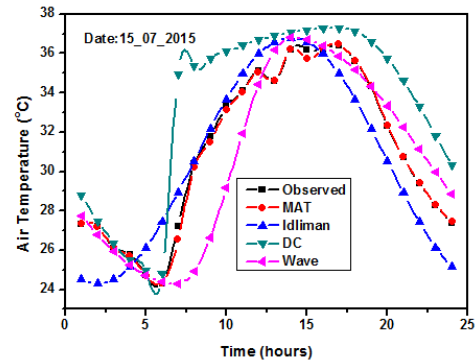 Date:15_07_2015
Air Temperature (°C)
38
36
34
32
30
28
26
24
Observed
MAT
Idliman
DC
Wave
0 5 10 15 20 25
Time (hours)